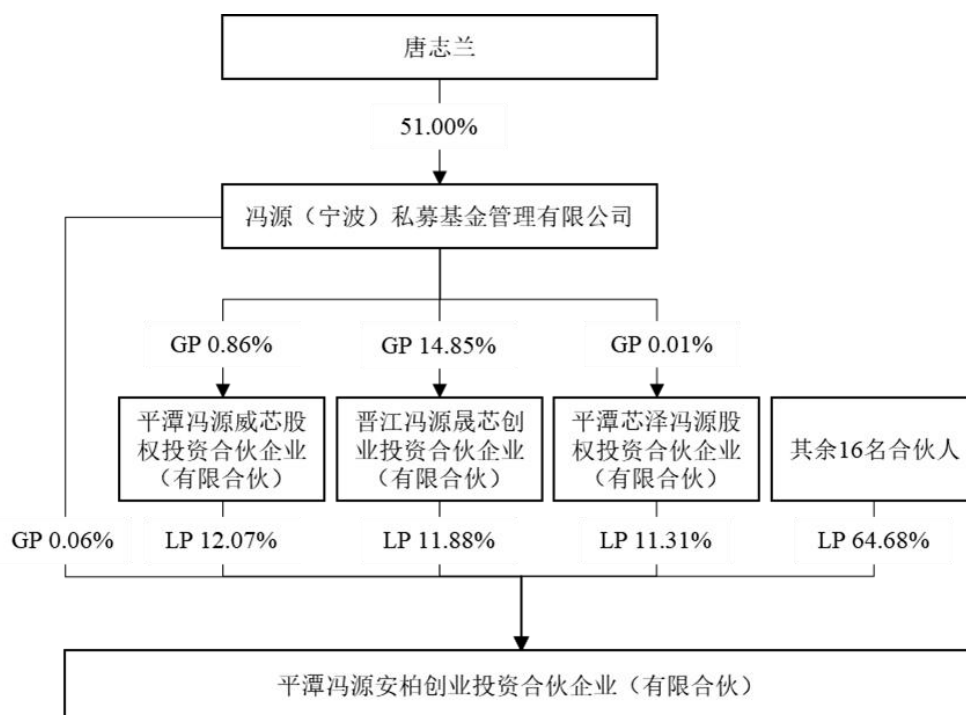 唐志兰
51.00%
冯源（宁波）私募基金管理有限公司
GP 0.86%
GP 14.85%
GP 0.01%
平潭冯源威芯股
权投资合伙企业
（有限合伙）
晋江冯源晟芯创
业投资合伙企业
（有限合伙）
平潭芯泽冯源股
权投资合伙企业
（有限合伙）
其余16名合伙人
GP 0.06%
LP 12.07%
LP 11.88%
LP 11.31%
LP 64.68%
平潭冯源安柏创业投资合伙企业（有限合伙）